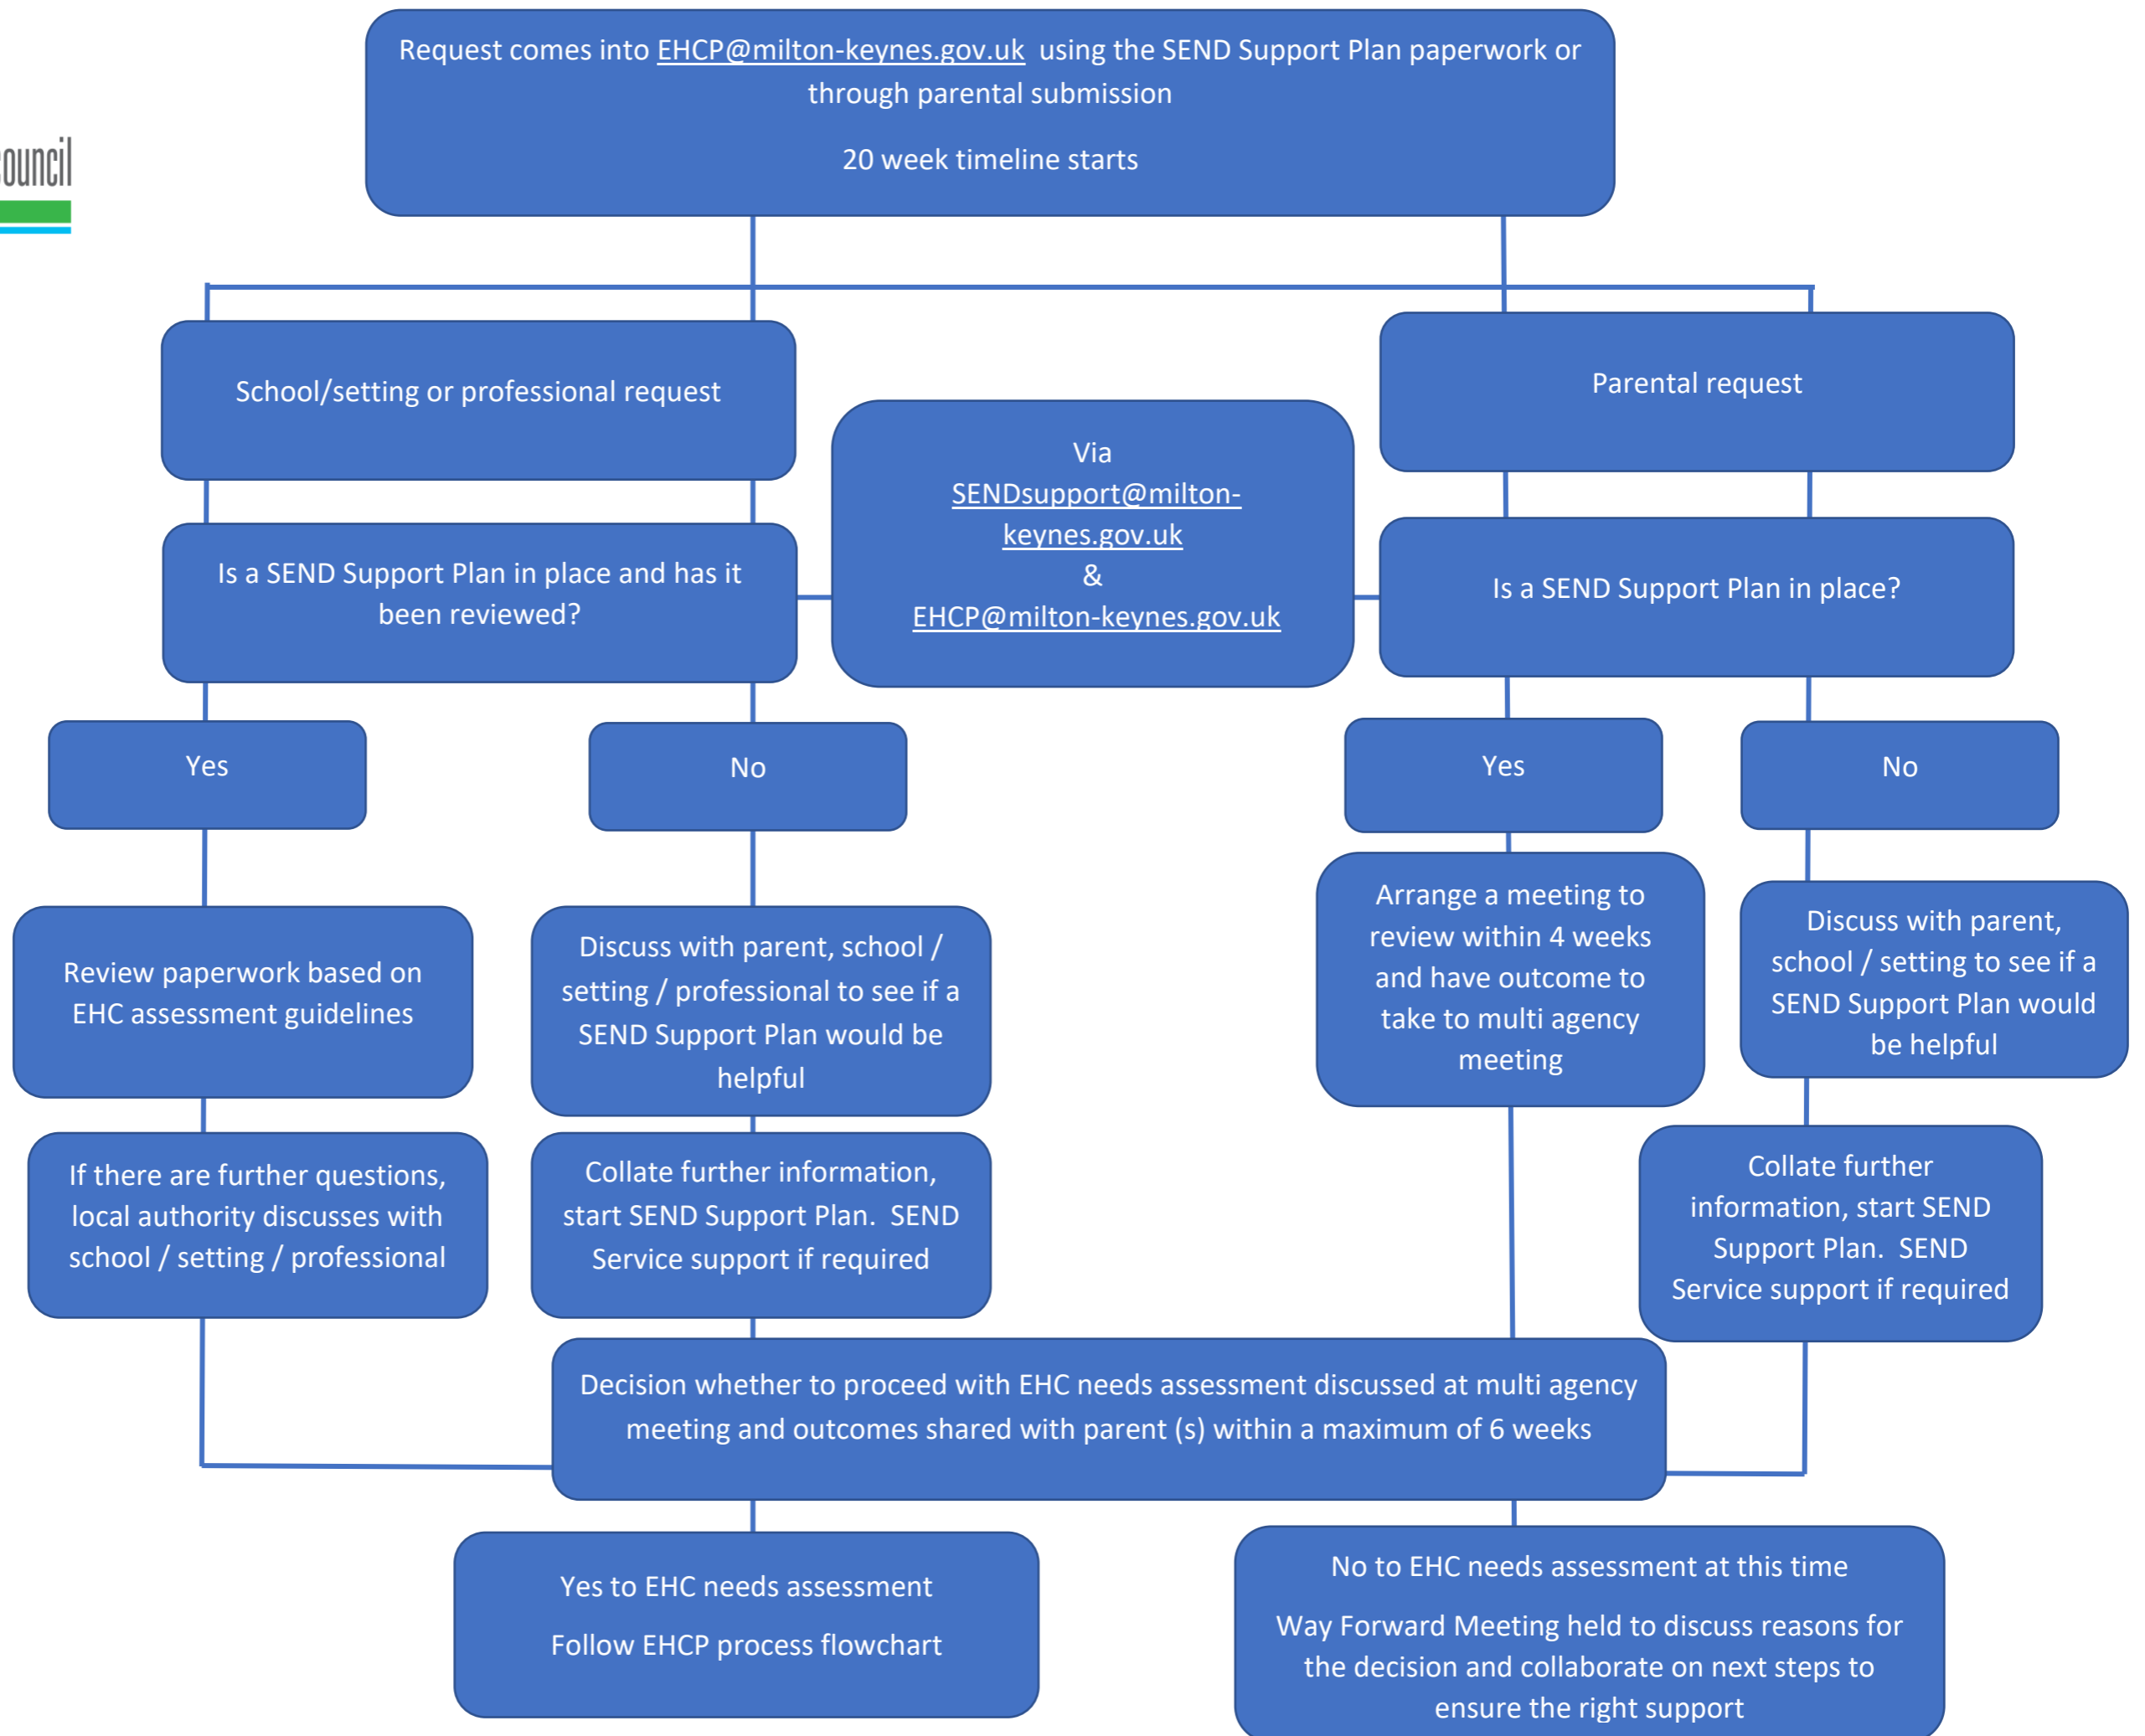 Request comes into EHCP@milton-keynes.gov.uk using the SEND Support Plan paperwork or
through parental submission
20 week timeline starts
ouncil
School/setting or professional request
Parental request
Via
SENDsupport@milton-
keynes.gov.uk
&
EHCP@milton-keynes.gov.uk
Is a SEND Support Plan in place and has it
been reviewed?
Is a SEND Support Plan in place?
Yes
No
Yes
No
Review paperwork based on
EHC assessment guidelines
Discuss with parent, school /
setting / professional to see if a
SEND Support Plan would be
helpful
Arrange a meeting to
review within 4 weeks
and have outcome to
take to multi agency
meeting
Discuss with parent,
school / setting to see if a
SEND Support Plan would
be helpful
If there are further questions,
local authority discusses with
school / setting / professional
Collate further information,
start SEND Support Plan. SEND
Service support if required
Collate further
information, start SEND
Support Plan. SEND
Service support if required
Decision whether to proceed with EHC needs assessment discussed at multi agency
meeting and outcomes shared with parent (s) within a maximum of 6 weeks
Yes to EHC needs assessment
Follow EHCP process flowchart
No to EHC needs assessment at this time
Way Forward Meeting held to discuss reasons for
the decision and collaborate on next steps to
ensure the right support